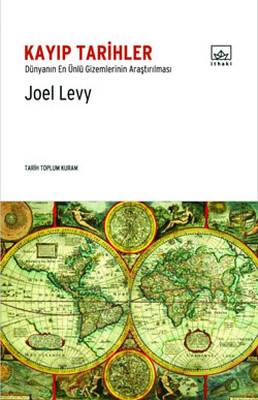 KAYIP TARİHLER
Dünyanın En Ünlü Gizemlerinin Araştırılması
Joel Levy
ithaki
TARİH TOPLUM KURAM